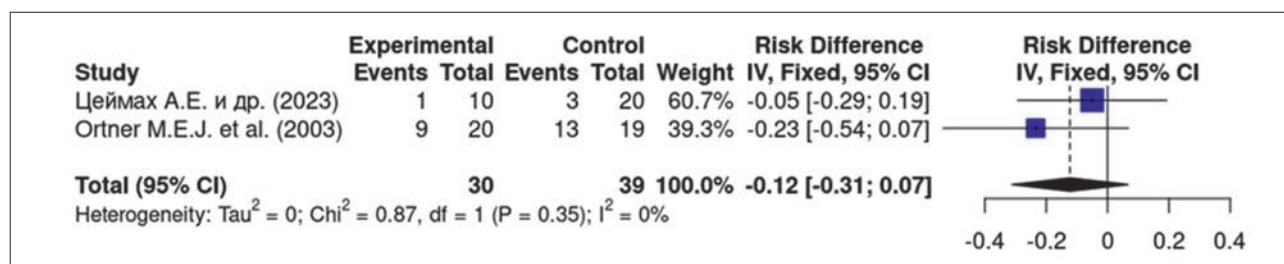 Experimental Control Risk Difference Risk Difference
Study Events Total Events Total Weight IV, Fixed, 95% CI IV, Fixed, 95% CI
Цеймах А.Е. и др. (2023) 1 10 3 20 60.7% -0.05 [-0.29; 0.19]
Ortner M.E.J. et al. (2003) 9 20 13 19 39.3% -0.23 [-0.54; 0.07]
Total (95% CI) 30 39 100.0% -0.12 [-0.31; 0.07]
Heterogeneity: Tau² = 0; Chi² = 0.87, df = 1 (P = 0.35); I² = 0%
-0.4 -0.2 0 0.2 0.4